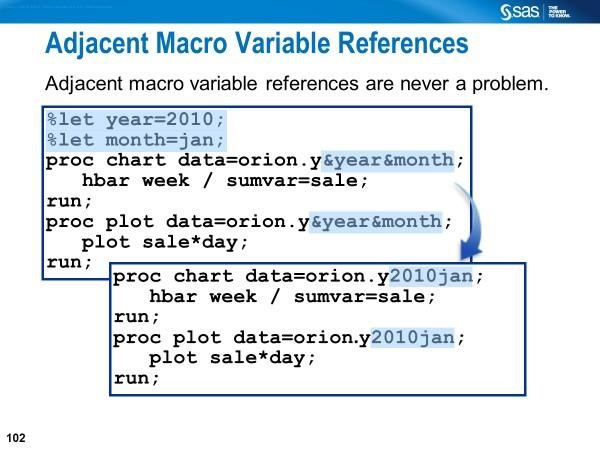 sas THE POWER TO KNOW.
Adjacent Macro Variable References
Adjacent macro variable references are never a problem.
%let year=2010;
%let month=jan;
proc chart data=orion.y&year&month;
hbar week / sumvar=sale;
run;
proc plot data=orion.y&year&month;
plot sale*day;
run;
proc chart data=orion.y2010jan;
hbar week / sumvar=sale;
run;
proc plot data=orion.y2010jan;
plot sale*day;
run;
102